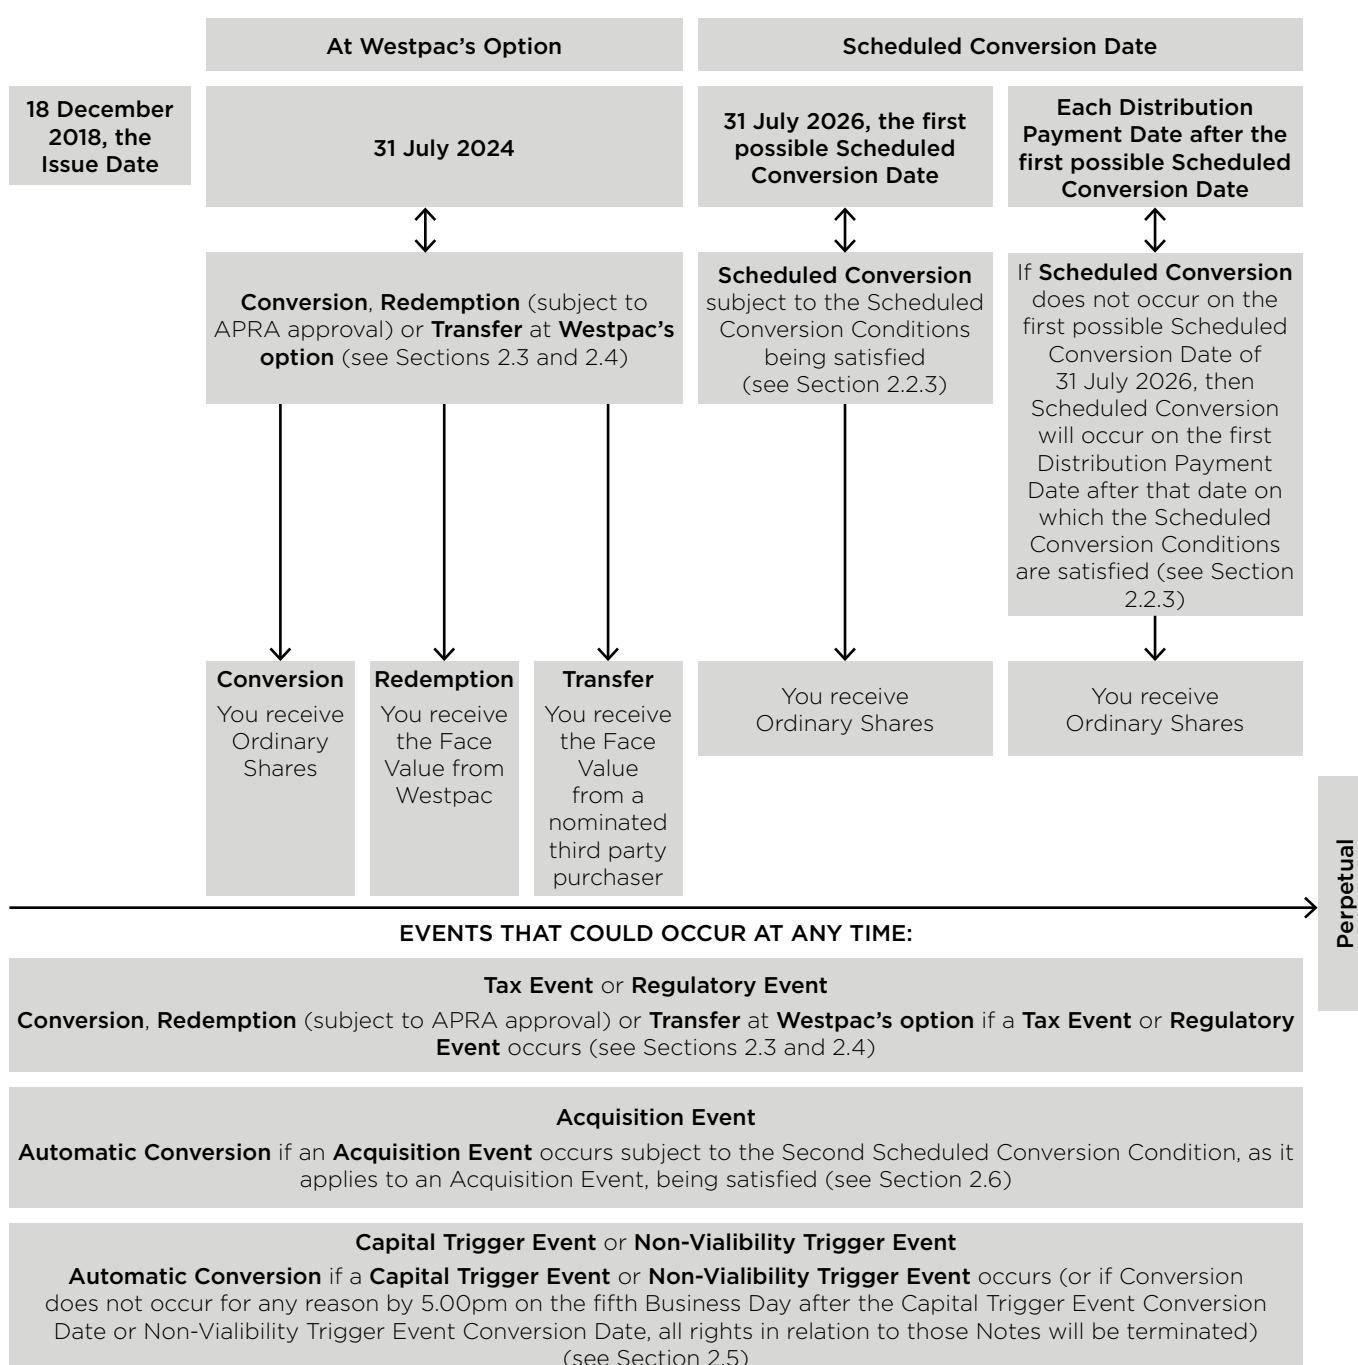 At Westpac’s Option
Scheduled Conversion Date
18 December
2018, the
Issue Date
31 July 2024
31 July 2026, the first
possible Scheduled
Conversion Date
Each Distribution
Payment Date after the
first possible Scheduled
Conversion Date
Conversion, Redemption (subject to
APRA approval) or Transfer at Westpac’s
option (see Sections 2.3 and 2.4)
Scheduled Conversion
subject to the Scheduled
Conversion Conditions
being satisfied
(see Section 2.2.3)
If Scheduled Conversion
does not occur on the
first possible Scheduled
Conversion Date of
31 July 2026, then
Scheduled Conversion
will occur on the first
Distribution Payment
Date after that date on
which the Scheduled
Conversion Conditions
are satisfied (see Section
2.2.3)
Conversion
You receive
Ordinary
Shares
Redemption
You receive
the Face
Value from
Westpac
Transfer
You receive
the Face
Value
from a
nominated
third party
purchaser
You receive
Ordinary Shares
You receive
Ordinary Shares
Perpetual
EVENTS THAT COULD OCCUR AT ANY TIME:
Tax Event or Regulatory Event
Conversion, Redemption (subject to APRA approval) or Transfer at Westpac’s option if a Tax Event or Regulatory
Event occurs (see Sections 2.3 and 2.4)
Acquisition Event
Automatic Conversion if an Acquisition Event occurs subject to the Second Scheduled Conversion Condition, as it
applies to an Acquisition Event, being satisfied (see Section 2.6)
Capital Trigger Event or Non-Vialibility Trigger Event
Automatic Conversion if a Capital Trigger Event or Non-Vialibility Trigger Event occurs (or if Conversion
does not occur for any reason by 5.00pm on the fifth Business Day after the Capital Trigger Event Conversion
Date or Non-Vialibility Trigger Event Conversion Date, all rights in relation to those Notes will be terminated)
(see Section 2.5)